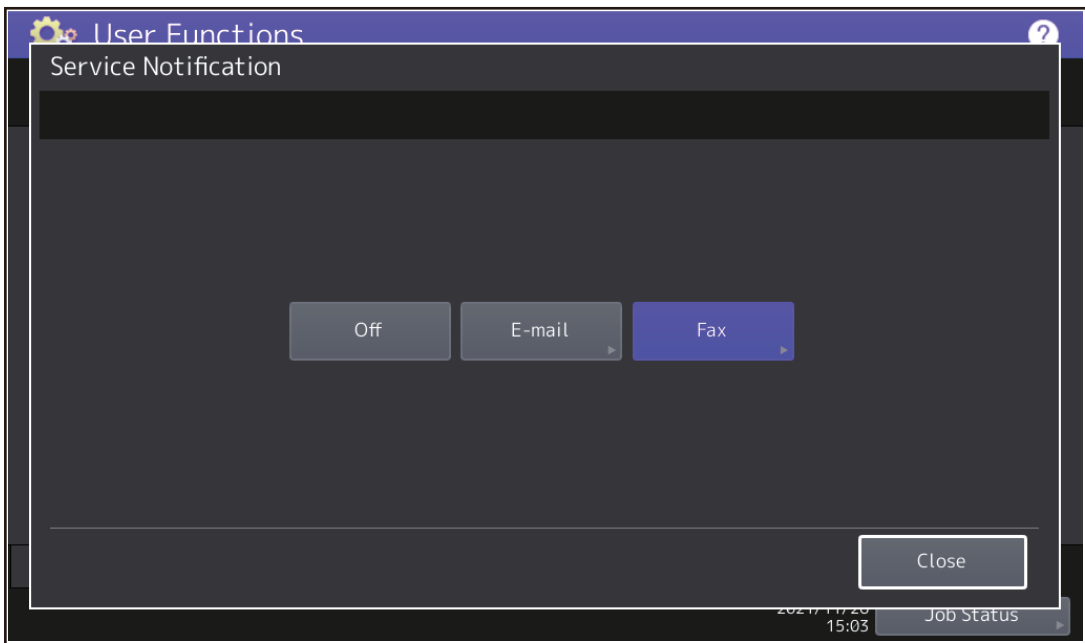 User Functions
?
Service Notification
Off
E-mail
Fax
Close
15:03
Job Status